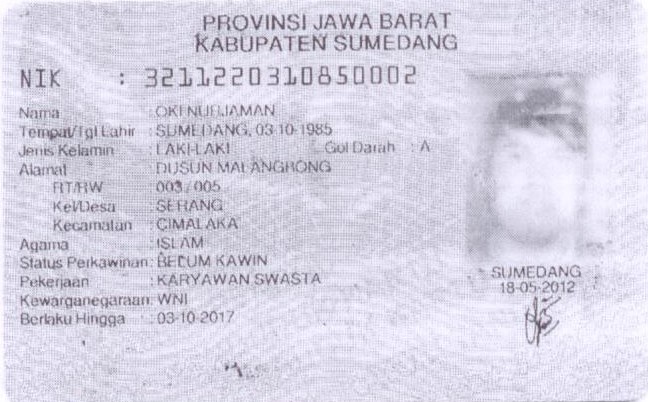 PROVINSI JAWA BARAT
KABUPATEN SUMEDANG
NIK : 3211220310850002
Nama : OKI NURJAMAN
Tempat/Tgl Lahir : SUMEDANG, 03-10-1985
Jenis Kelamin : LAKI-LAKI Gol Darah : A
Alamat : DUSUN MALANGBONG
RT/RW : 003/005
Kel/Desa : SERANG
Kecamatan : CIMALAKA
Agama : ISLAM
Status Perkawinan: BELUM KAWIN
Pekerjaan : KARYAWAN SWASTA
Kewarganegaraan: WNI
Berlaku Hingga : 03-10-2017
SUMEDANG
18-05-2012